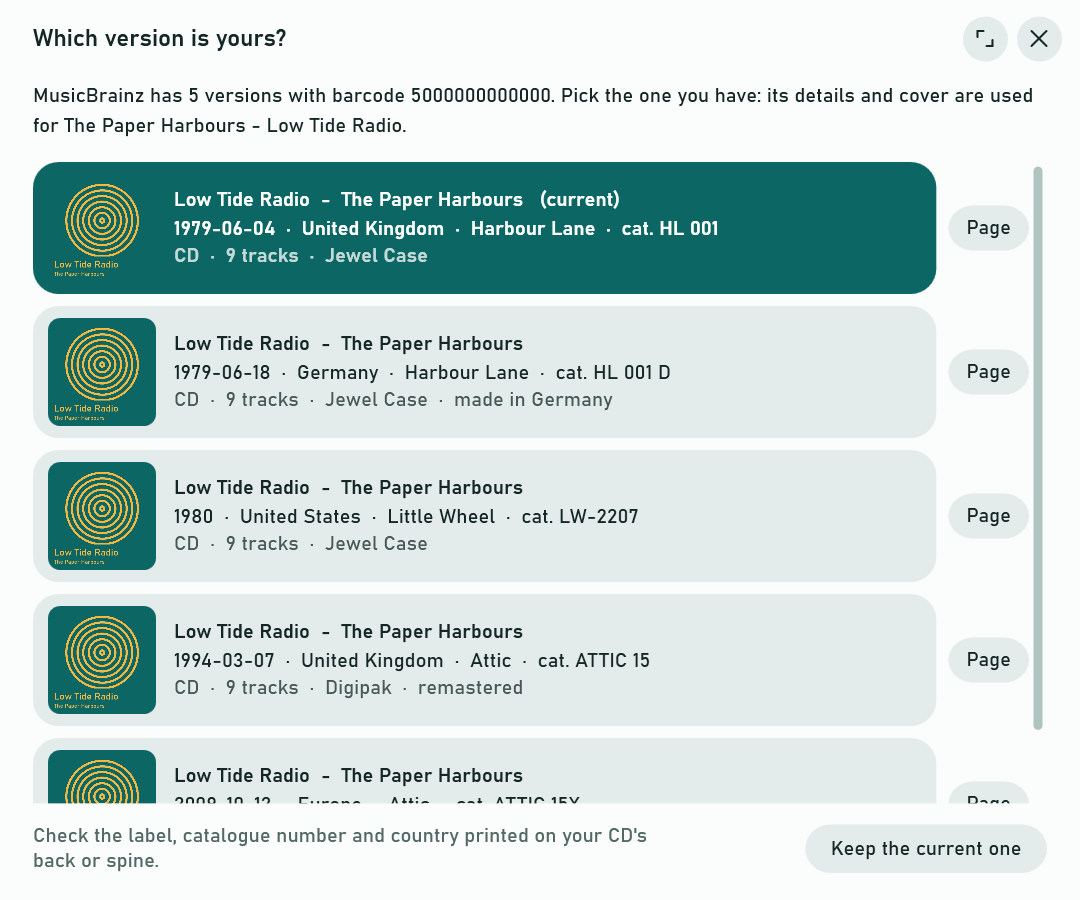 Which version is yours?
MusicBrainz has 5 versions with barcode 5000000000000. Pick the one you have: its details and cover are used
for The Paper Harbours - Low Tide Radio.
Low Tide Radio
The Paper Harbours
Low Tide Radio - The Paper Harbours (current)
1979-06-04 · United Kingdom · Harbour Lane · cat. HL 001
CD · 9 tracks · Jewel Case
Page
Low Tide Radio
The Paper Harbours
Low Tide Radio - The Paper Harbours
1979-06-18 · Germany · Harbour Lane · cat. HL 001 D
CD · 9 tracks · Jewel Case · made in Germany
Page
Low Tide Radio
The Paper Harbours
Low Tide Radio - The Paper Harbours
1980 · United States · Little Wheel · cat. LW-2207
CD · 9 tracks · Jewel Case
Page
Low Tide Radio
The Paper Harbours
Low Tide Radio - The Paper Harbours
1994-03-07 · United Kingdom · Attic · cat. ATTIC 15
CD · 9 tracks · Digipak · remastered
Page
Low Tide Radio - The Paper Harbours
Europe · Attic · cat. ATTIC 15X
Page
Check the label, catalogue number and country printed on your CD's
back or spine.
Keep the current one